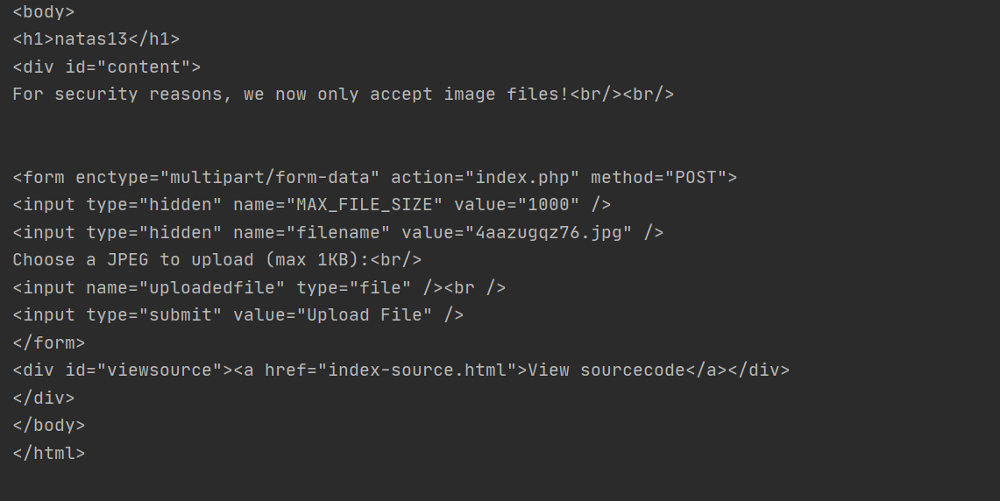 <body>
<h1>natas13</h1>
<div id="content">
For security reasons, we now only accept image files!<br/><br/>
<form enctype="multipart/form-data" action="index.php" method="POST">
<input type="hidden" name="MAX_FILE_SIZE" value="1000" />
<input type="hidden" name="filename" value="4aazugqz76.jpg" />
Choose a JPEG to upload (max 1KB):<br/>
<input name="uploadedfile" type="file" /><br />
<input type="submit" value="Upload File" />
</form>
<div id="viewsource"><a href="index-source.html">View sourcecode</a></div>
</div>
</body>
</html>